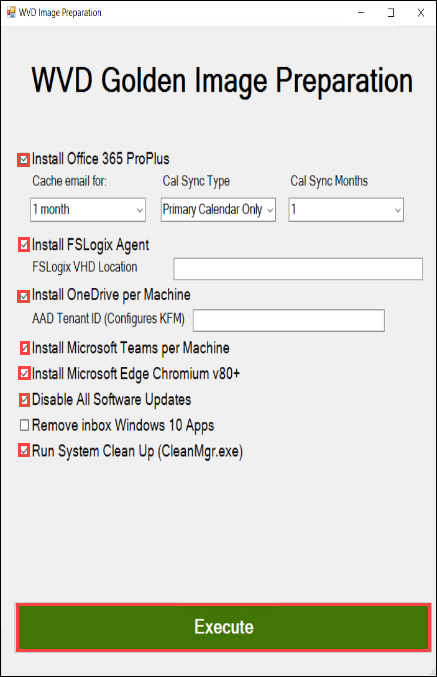 WVD Image Preparation
WVD Golden Image Preparation
Install Office 365 ProPlus
Cache email for: Cal Sync Type Cal Sync Months
1 month Primary Calendar Only 1
Install FSLogix Agent
FSLogix VHD Location
Install OneDrive per Machine
AAD Tenant ID (Configures KFM)
Install Microsoft Teams per Machine
Install Microsoft Edge Chromium v80+
Disable All Software Updates
Remove inbox Windows 10 Apps
Run System Clean Up (CleanMgr.exe)
Execute